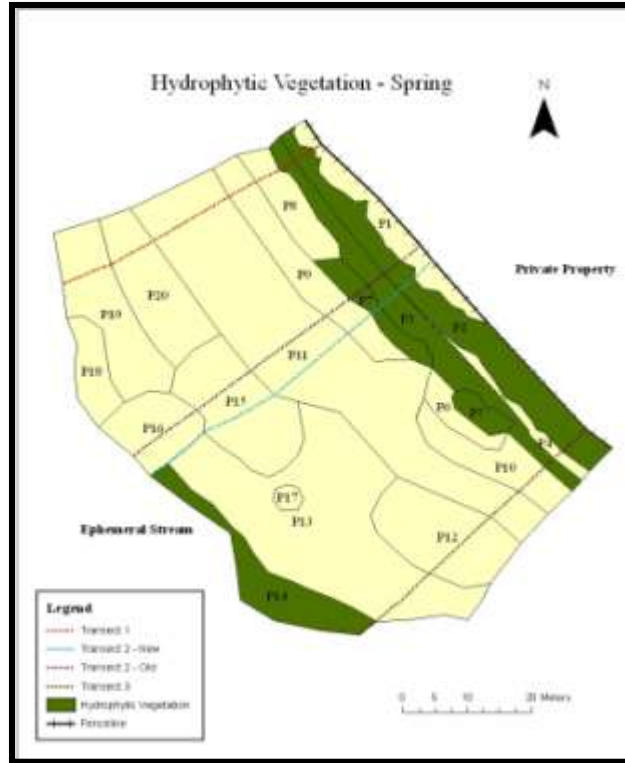 Hydrophytic Vegetation - Spring
N
P8
P1
Private Property
P9
P20
P19
P2
P11
P18
P15
P6
P16
P4
P10
P17
P13
Ephemeral Stream
P12
P14
Legend
Transect 1
Transect 2 - New
Transect 2 - Old
Transect 3
Hydrophytic Vegetation
Fenceline
0 5 10 20 Meters